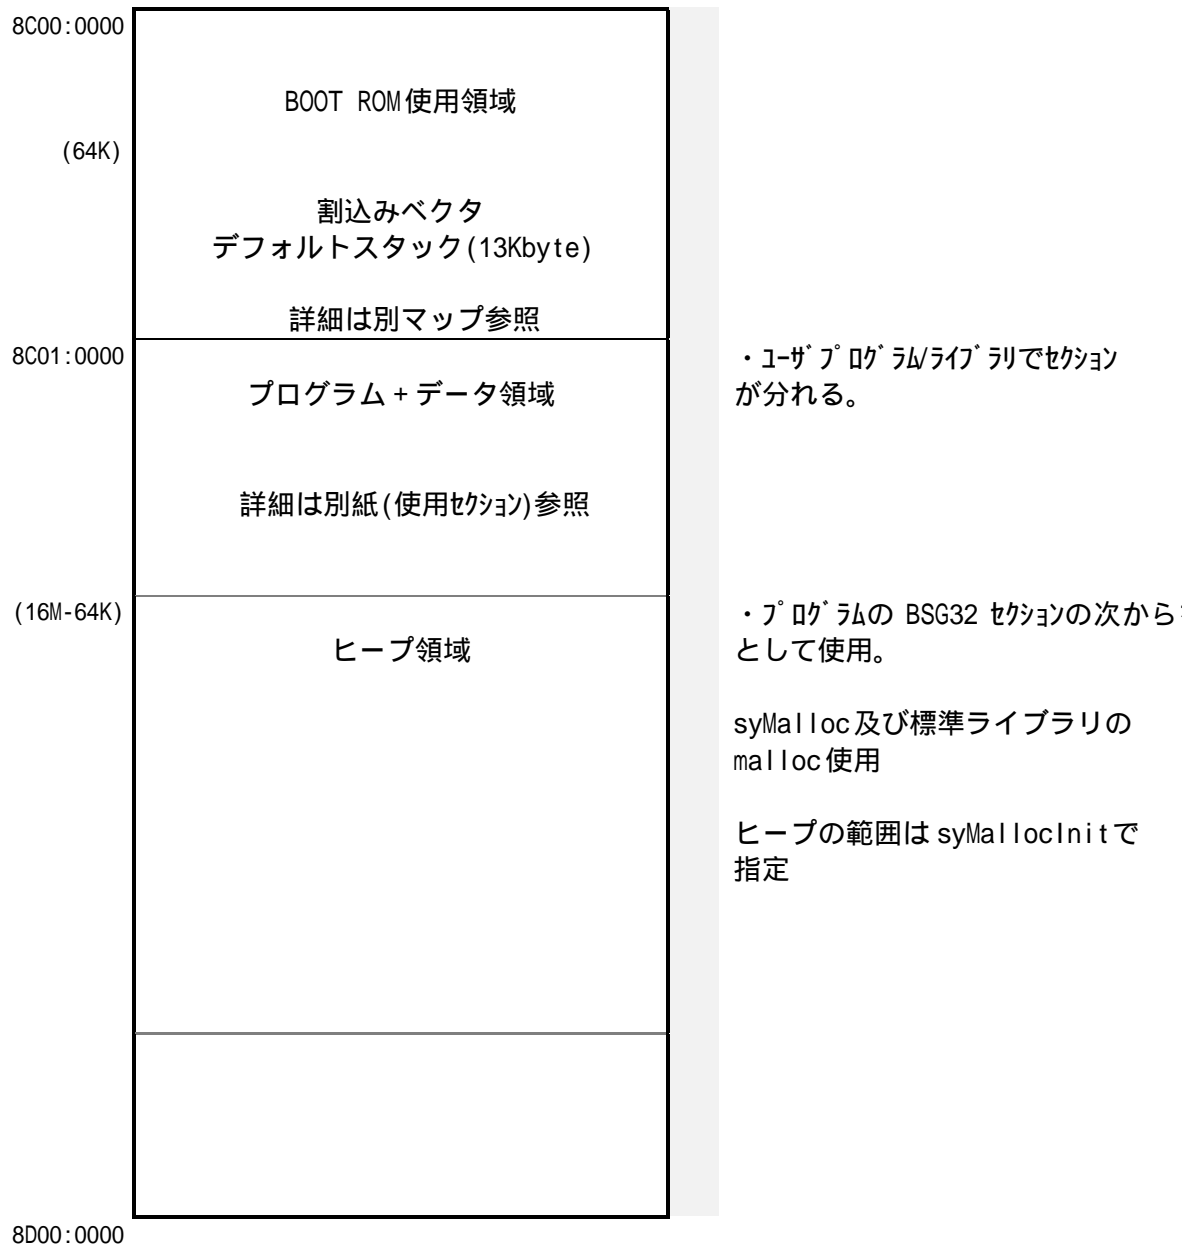 8C00:0000
BOOT ROM使用領域
(64K)
割込みベクタ
デフォルトスタック(13Kbyte)
詳細は別マップ参照
8C01:0000
プログラム+データ領域
詳細は別紙(使用ｾｸｼｮﾝ)参照
・ﾕｰｻﾞﾌﾟﾛｸﾞﾗﾑ/ﾗｲﾌﾞﾗﾘでｾｸｼｮﾝ
が分れる。
(16M-64K)
ヒープ領域
・ﾌﾟﾛｸﾞﾗﾑの BSG32 ｾｸｼｮﾝの次から
として使用。
syMalloc及び標準ライブラリの
malloc使用
ヒープの範囲は syMallocInitで
指定
8D00:0000